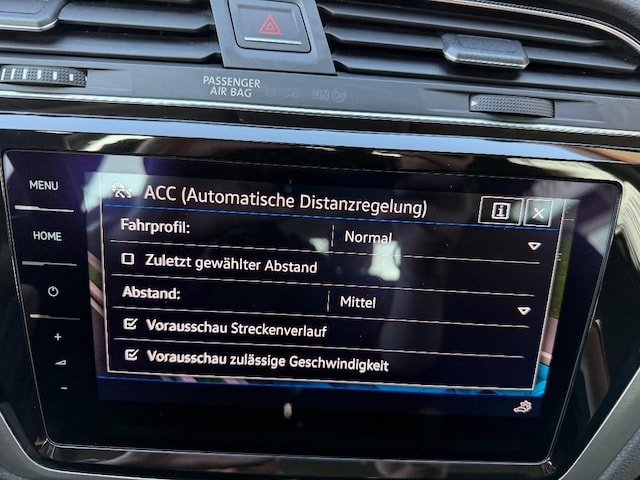 PASSENGER
AIR BAG
MENU
HOME
ACC (Automatische Distanzregelung)
Fahrprofil: Normal
Zuletzt gewählter Abstand
Abstand: Mittel
Vorausschau Streckenverlauf
Vorausschau zulässige Geschwindigkeit
+
-